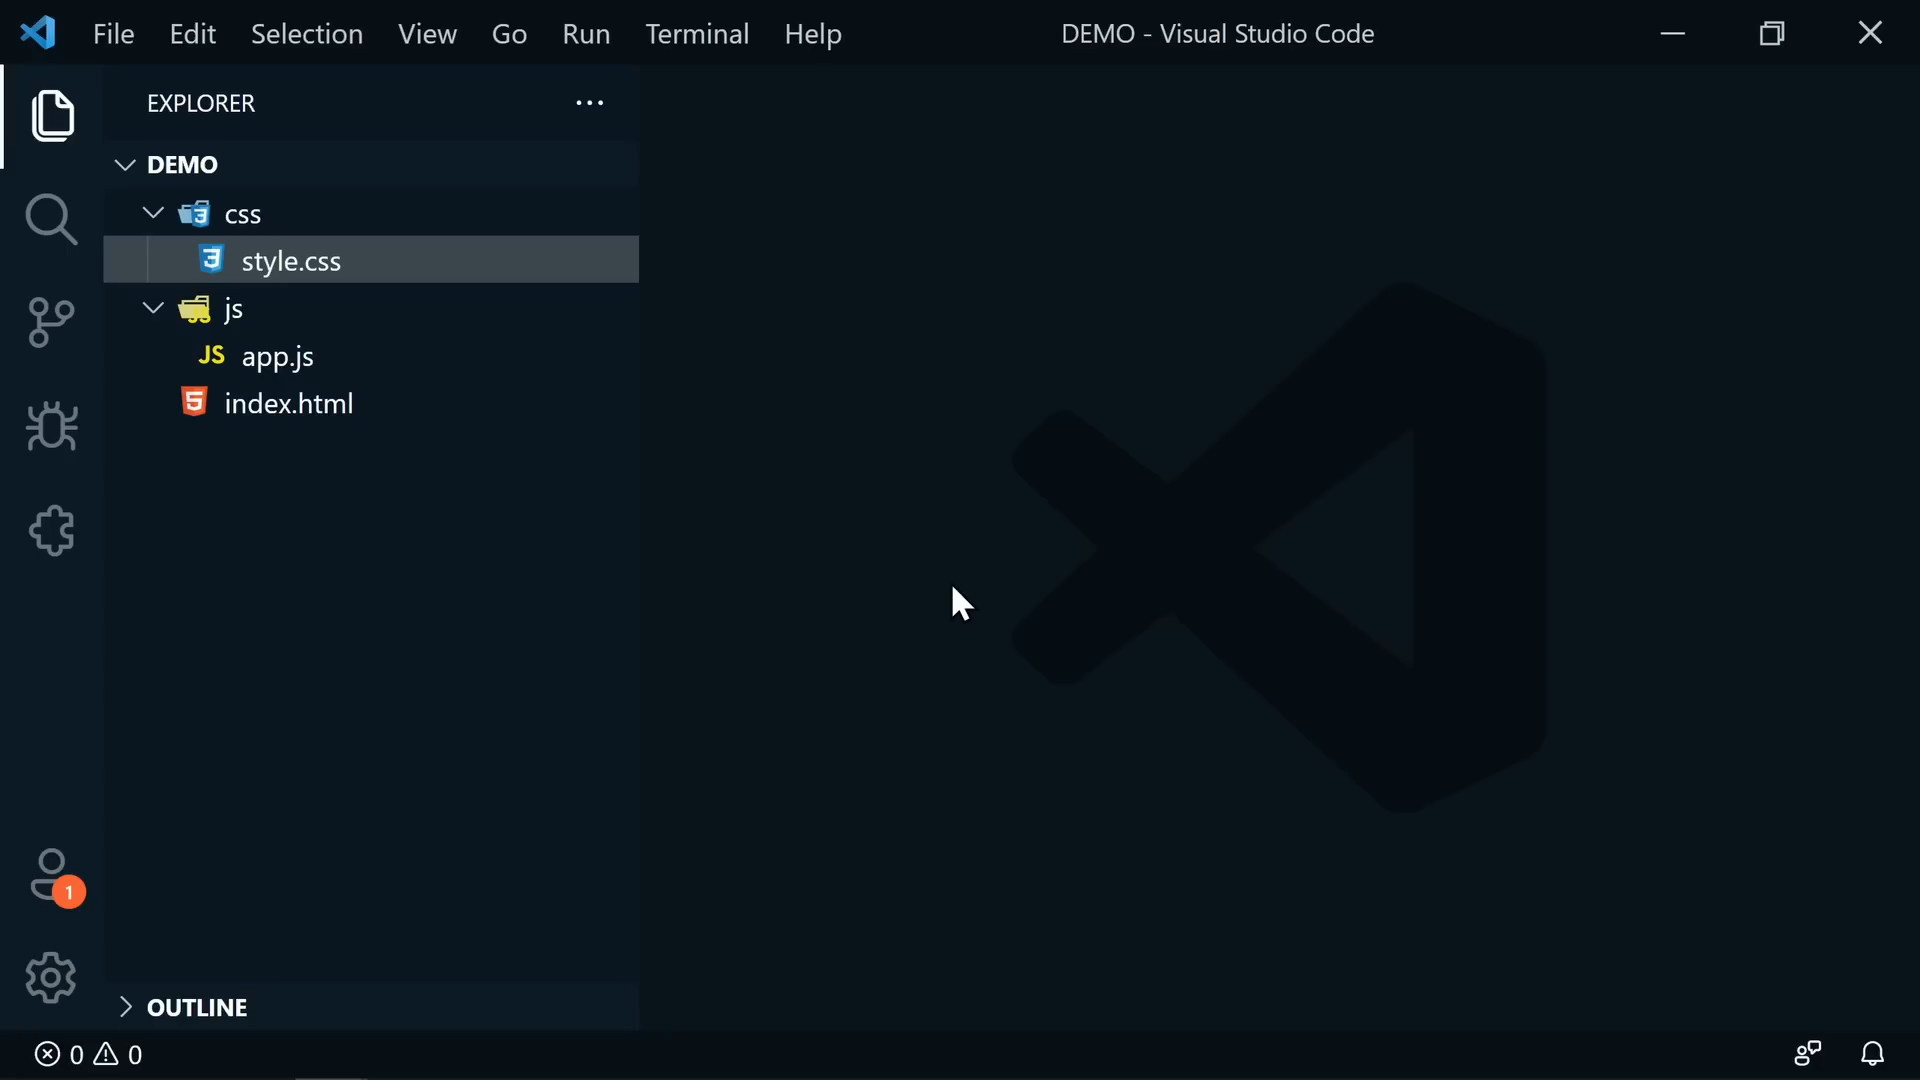 File Edit Selection View Go Run Terminal Help DEMO - Visual Studio Code
EXPLORER
DEMO
css
style.css
js
JS app.js
index.html
1
OUTLINE
0 0